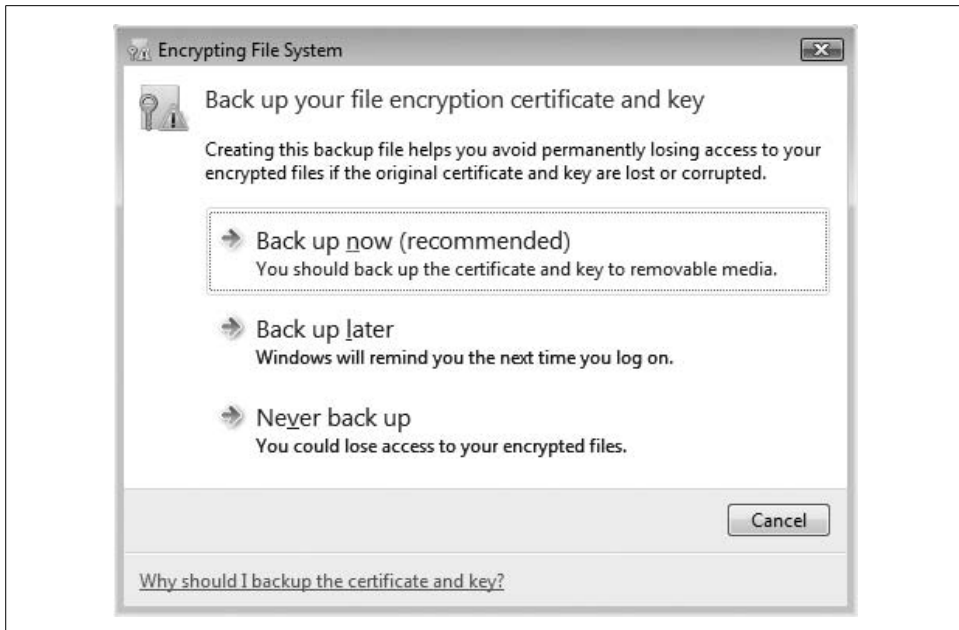 Encrypting File System
Back up your file encryption certificate and key
Creating this backup file helps you avoid permanently losing access to your
encrypted files if the original certificate and key are lost or corrupted.
Back up now (recommended)
You should back up the certificate and key to removable media.
Back up later
Windows will remind you the next time you log on.
Never back up
You could lose access to your encrypted files.
Cancel
Why should I backup the certificate and key?